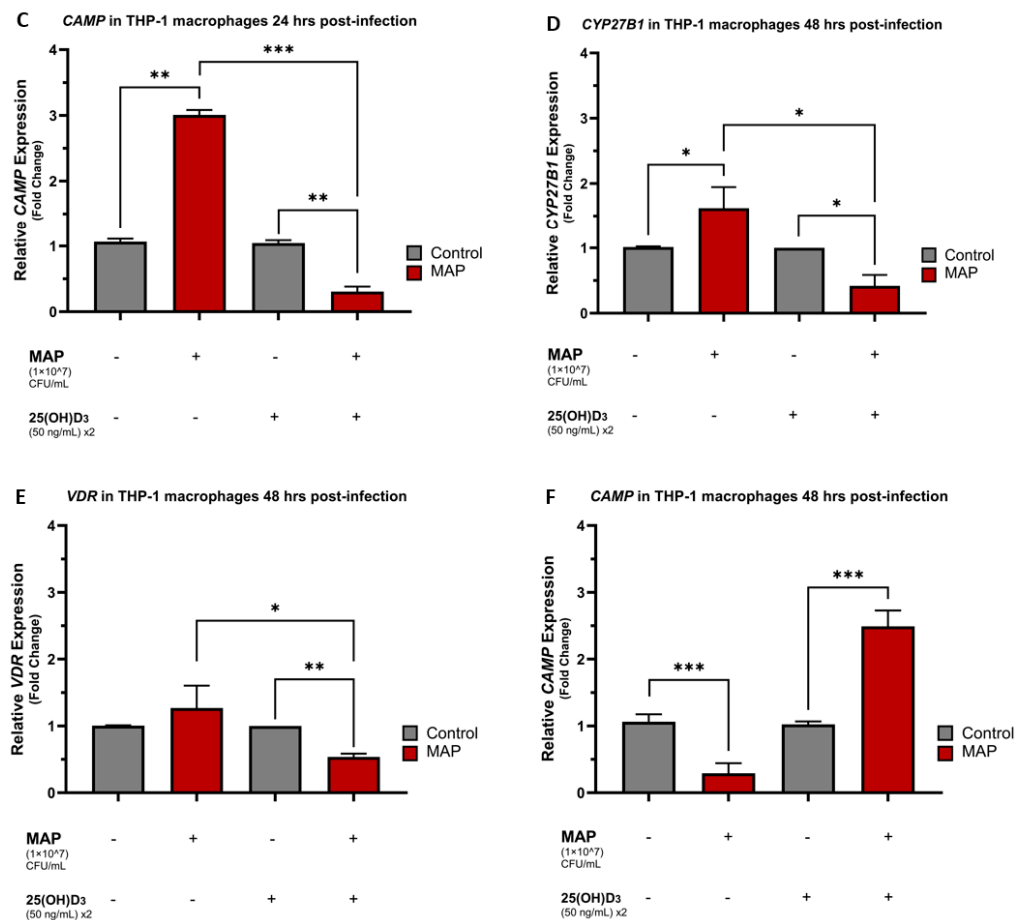 C
CAMP in THP-1 macrophages 24 hrs post-infection
Relative CAMP Expression
(Fold Change)
4
3
2
1
0
**
***
**
Control
MAP
MAP - + - +
(1×10^7)
CFU/mL
25(OH)D3 - - + +
(50 ng/mL) x2
D
CYP27B1 in THP-1 macrophages 48 hrs post-infection
Relative CYP27B1 Expression
(Fold Change)
4
3
2
1
0
*
*
*
Control
MAP
MAP - + - +
(1×10^7)
CFU/mL
25(OH)D3 - - + +
(50 ng/mL) x2
E
VDR in THP-1 macrophages 48 hrs post-infection
Relative VDR Expression
(Fold Change)
4
3
2
1
0
*
**
Control
MAP
MAP - + - +
(1×10^7)
CFU/mL
25(OH)D3 - - + +
(50 ng/mL) x2
F
CAMP in THP-1 macrophages 48 hrs post-infection
Relative CAMP Expression
(Fold Change)
4
3
2
1
0
***
***
Control
MAP
MAP - + - +
(1×10^7)
CFU/mL
25(OH)D3 - - + +
(50 ng/mL) x2